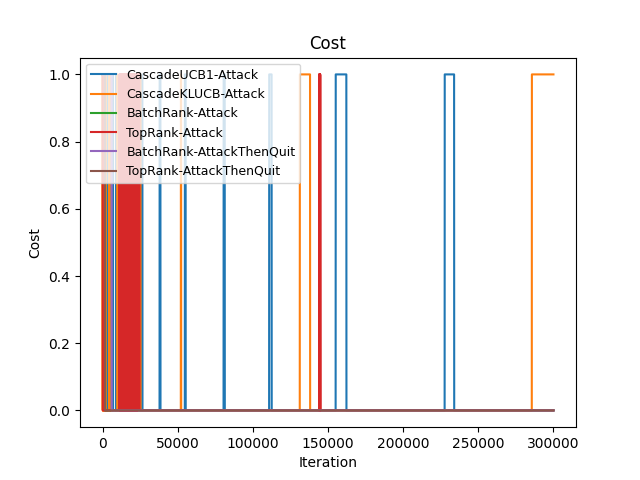 Cost
CascadeUCB1-Attack
CascadeKLUCB-Attack
BatchRank-Attack
TopRank-Attack
BatchRank-AttackThenQuit
TopRank-AttackThenQuit
1.0
0.8
0.6
0.4
0.2
0.0
Cost
0 50000 100000 150000 200000 250000 300000
Iteration